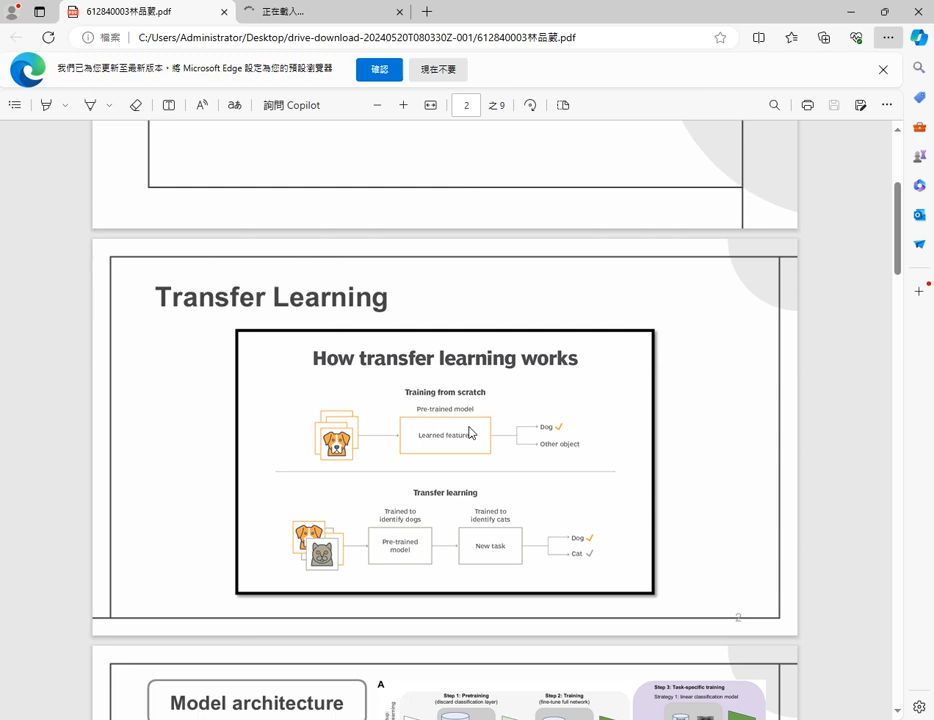 612840003林品蕨.pdf
正在載入...
檔案
C:/Users/Administrator/Desktop/drive-download-20240520T080330Z-001/612840003林品蕨.pdf
我們已為您更新至最新版本，將 Microsoft Edge 設定為您的預設瀏覽器
確認
現在不要
詢問 Copilot
2
之 9
Transfer Learning
How transfer learning works
Training from scratch
Pre-trained model
Learned feature
Dog
Other object
Transfer learning
Trained to
identify dogs
Trained to
identify cats
Pre-trained
model
New task
Dog
Cat
2
Model architecture
A
Step 1: Pretraining
(discard classification layer)
Step 2: Training
(fine-tune full network)
Step 3: Task-specific training
Strategy 1: linear classification model